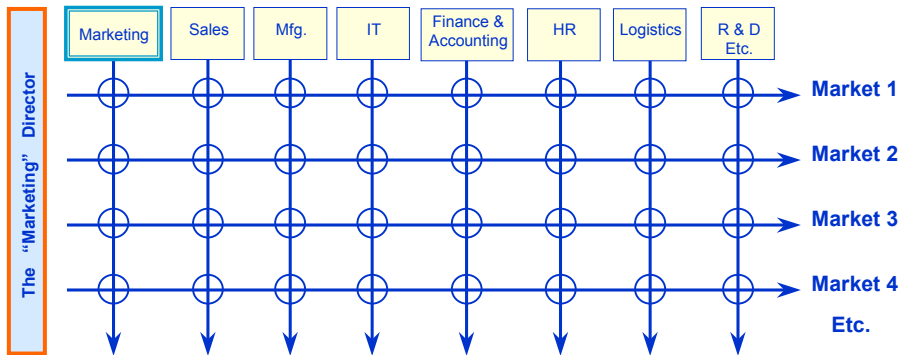 The “Marketing” Director
Marketing
Sales
Mfg.
IT
Finance &
Accounting
HR
Logistics
R & D
Etc.
Market 1
Market 2
Market 3
Market 4
Etc.